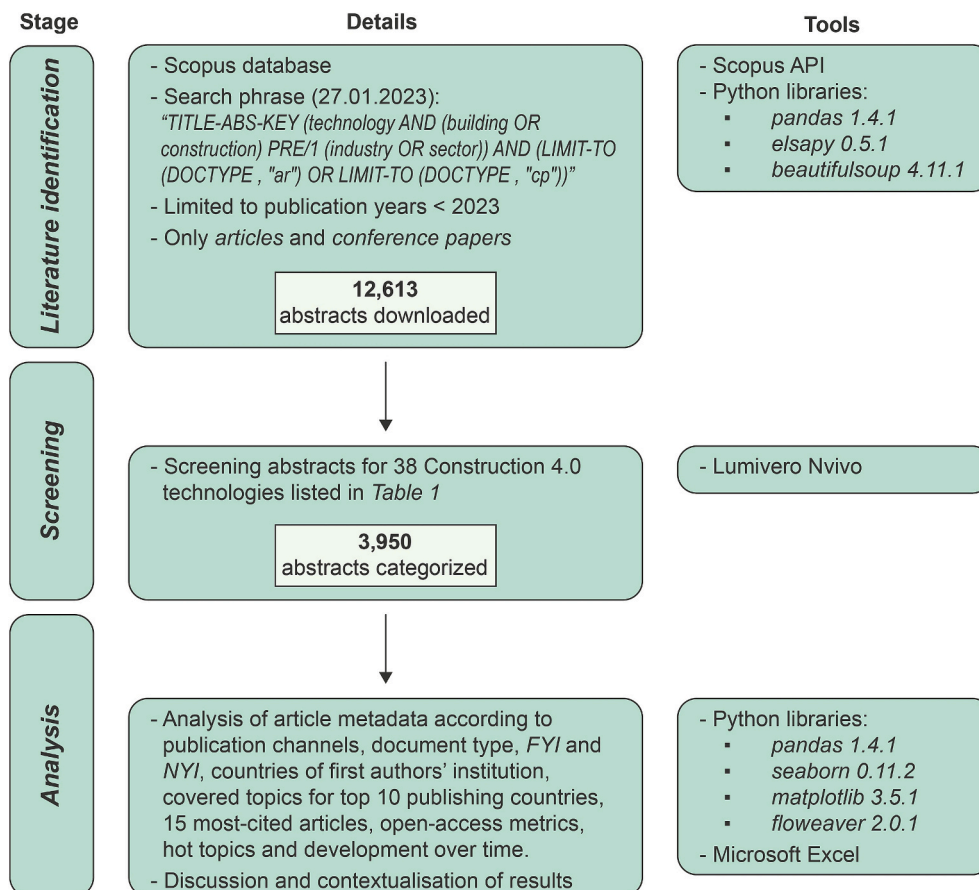 Stage
Details
Tools
Literature identification
- Scopus database
- Search phrase (27.01.2023):
"TITLE-ABS-KEY (technology AND (building OR
construction) PRE/1 (industry OR sector)) AND (LIMIT-TO
(DOCTYPE , "ar") OR LIMIT-TO (DOCTYPE , "cp"))"
- Limited to publication years < 2023
- Only articles and conference papers
12,613
abstracts downloaded
- Scopus API
- Python libraries:
▪ pandas 1.4.1
▪ elsapy 0.5.1
▪ beautifulsoup 4.11.1
Screening
- Screening abstracts for 38 Construction 4.0
technologies listed in Table 1
3,950
abstracts categorized
- Lumivero Nvivo
Analysis
- Analysis of article metadata according to
publication channels, document type, FYI and
NYI, countries of first authors' institution,
covered topics for top 10 publishing countries,
15 most-cited articles, open-access metrics,
hot topics and development over time.
- Discussion and contextualisation of results
- Python libraries:
▪ pandas 1.4.1
▪ seaborn 0.11.2
▪ matplotlib 3.5.1
▪ floweaver 2.0.1
- Microsoft Excel